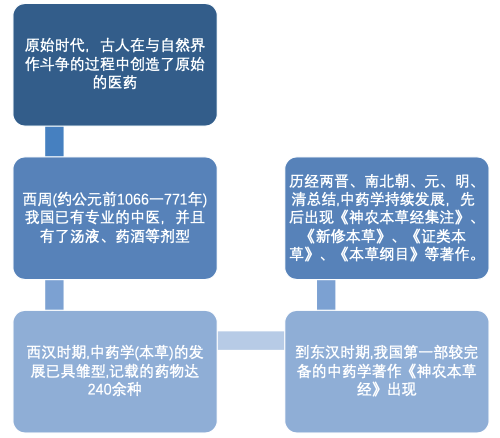 原始时代，古人在与自然界
作斗争的过程中创造了原始
的医药
西周(约公元前1066一771年)
我国已有专业的中医，并且
有了汤液、药酒等剂型
西汉时期,中药学(本草)的发
展已具雏型,记载的药物达
240余种
到东汉时期,我国第一部较完
备的中药学著作《神农本草
经》出现
历经两晋、南北朝、元、明、
清总结,中药学持续发展，先
后出现《神农本草经集注》、
《新修本草》、《证类本
草》、《本草纲目》等著作。